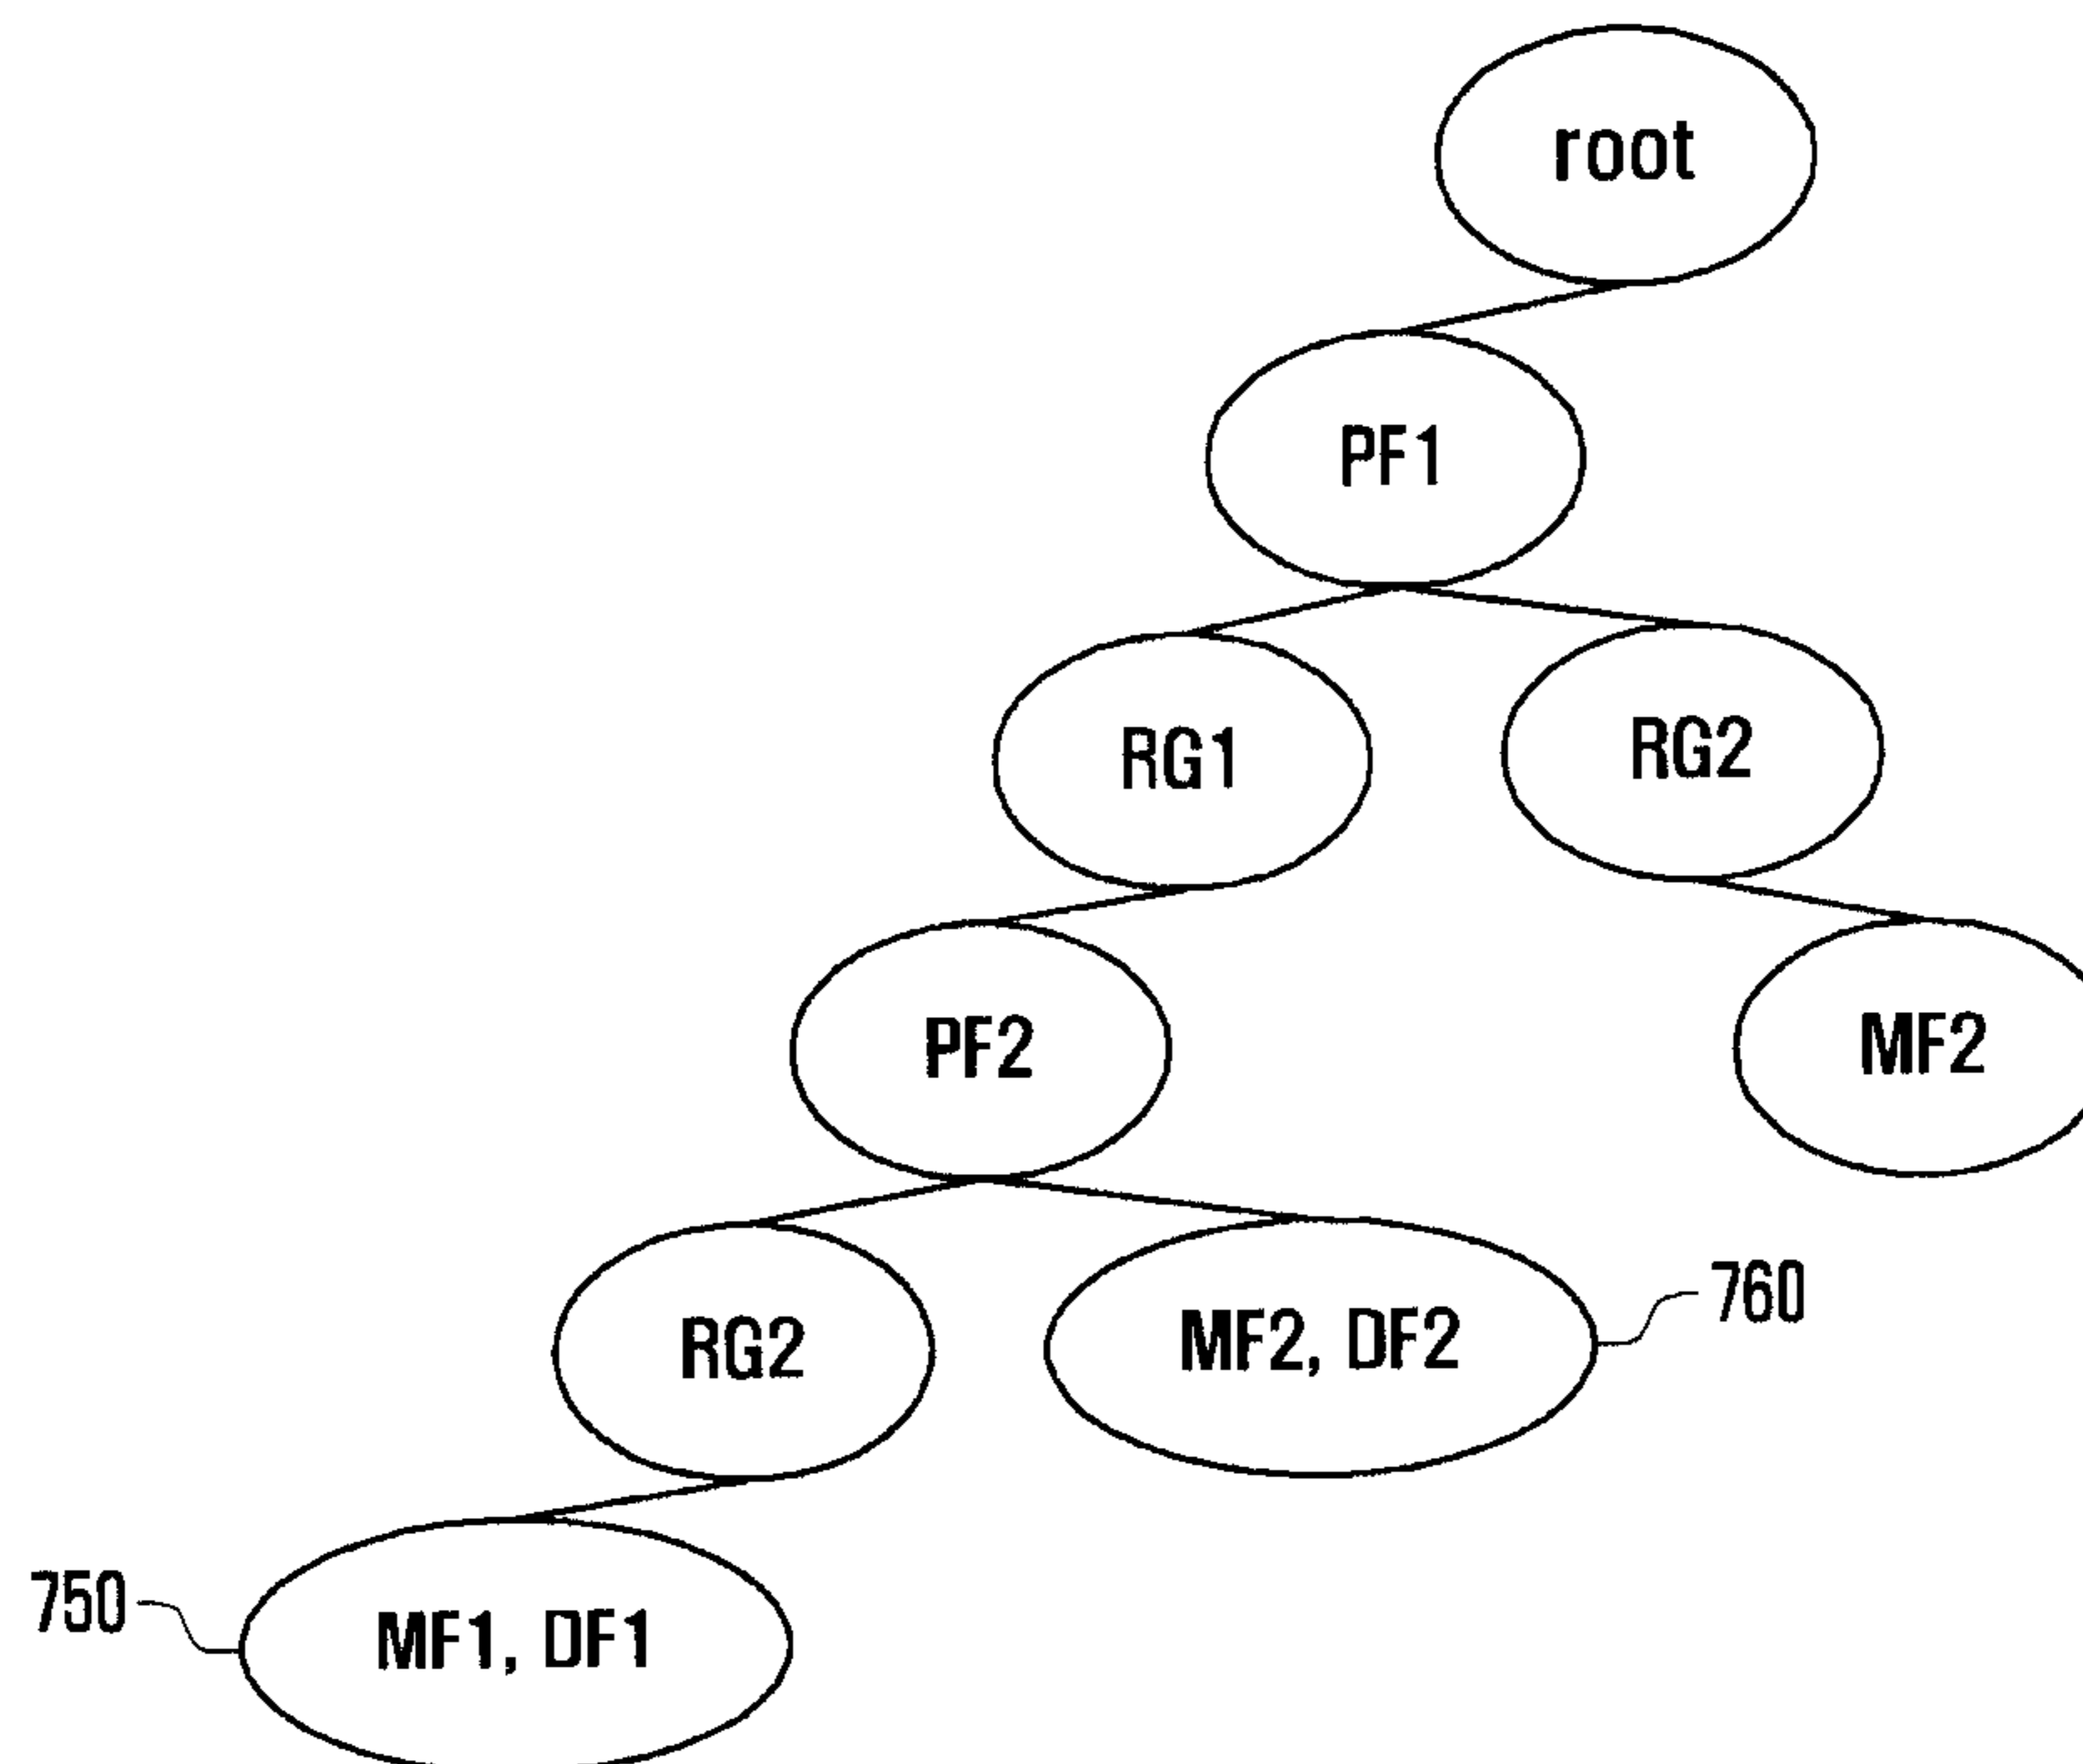 root
PF1
RG1
RG2
PF2
MF2
RG2
MF2, DF2
760
750
MF1, DF1